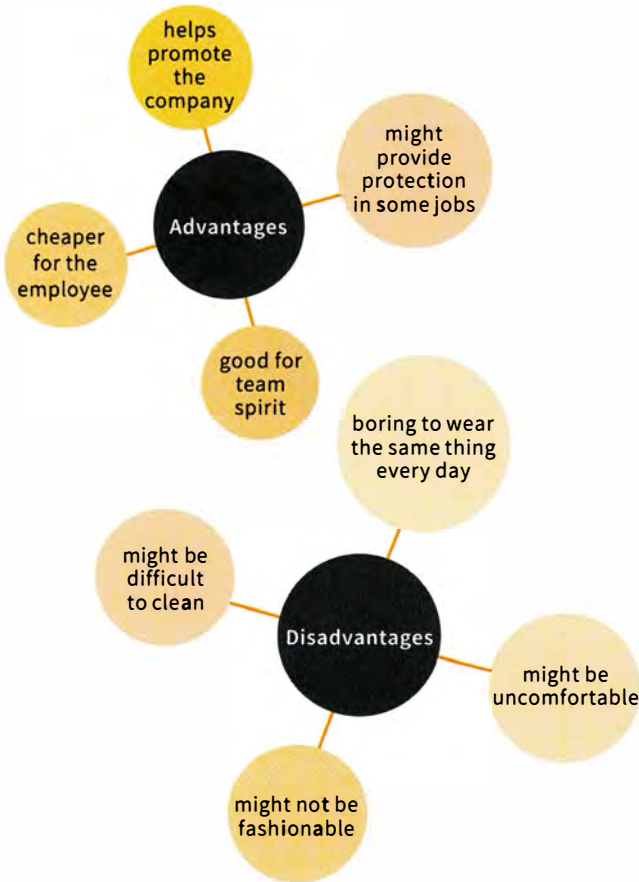 helps
promote
the
company
might
provide
protection
in some jobs
Advantages
cheaper
for the
employee
good for
team
spirit
boring to wear
the same thing
every day
might be
difficult
to clean
Disadvantages
might be
uncomfortable
might not be
fashionable